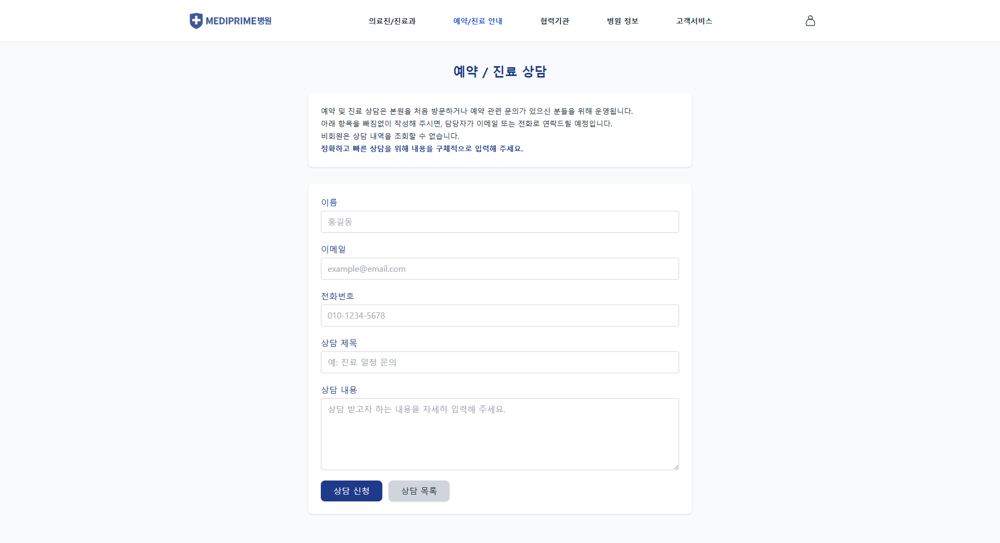 MEDIPRIME병원
의료진/진료과
예약/진료 안내
협력기관
병원 정보
고객서비스
예약 / 진료 상담
예약 및 진료 상담은 본원을 처음 방문하거나 예약 관련 문의가 있으신 분들을 위해 운영됩니다.
아래 항목을 빠짐없이 작성해 주시면, 담당자가 이메일 또는 전화로 연락드릴 예정입니다.
비회원은 상담 내역을 조회할 수 없습니다.
정확하고 빠른 상담을 위해 내용을 구체적으로 입력해 주세요.
이름
홍길동
이메일
example@email.com
전화번호
010-1234-5678
상담 제목
예: 진료 일정 문의
상담 내용
상담 받고자 하는 내용을 자세히 입력해 주세요.
상담 신청
상담 목록